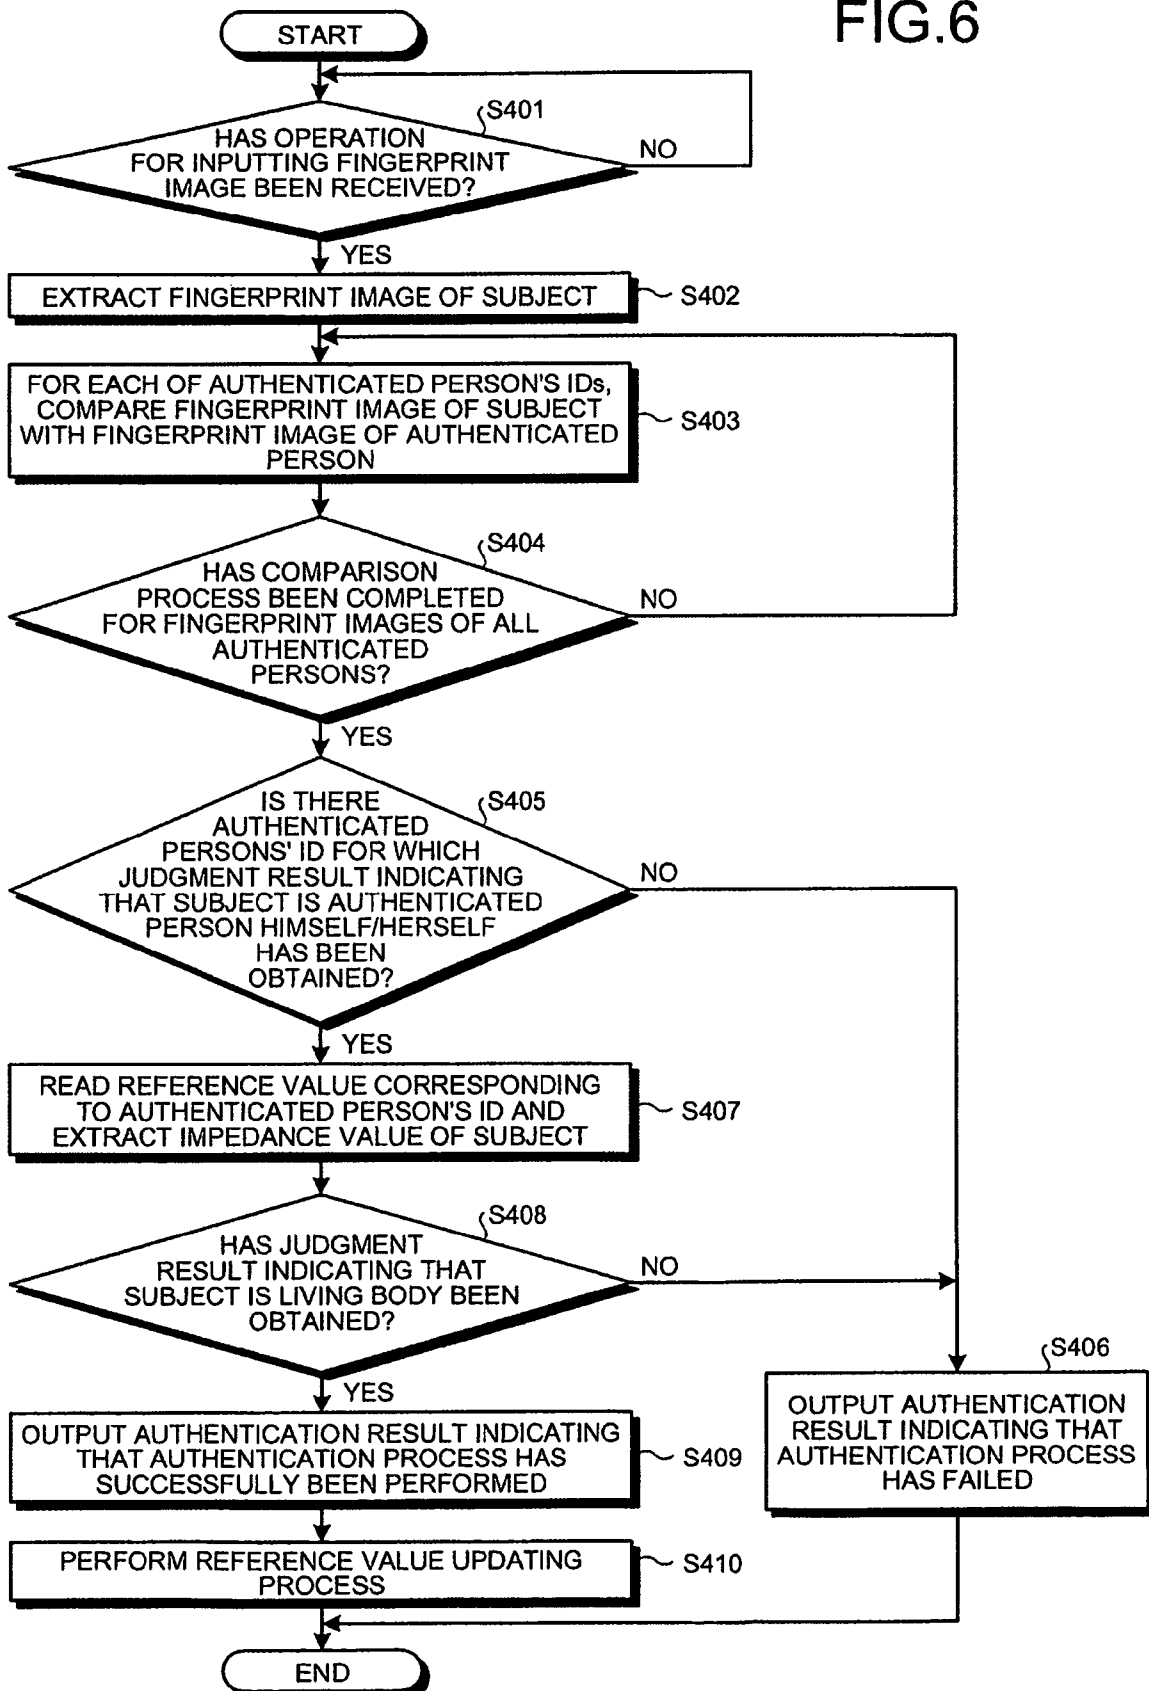 FIG.6
START
S401
HAS OPERATION
FOR INPUTTING FINGERPRINT
IMAGE BEEN RECEIVED?
NO
YES
EXTRACT FINGERPRINT IMAGE OF SUBJECT
S402
FOR EACH OF AUTHENTICATED PERSON'S IDs,
COMPARE FINGERPRINT IMAGE OF SUBJECT
WITH FINGERPRINT IMAGE OF AUTHENTICATED
PERSON
S403
S404
HAS COMPARISON
PROCESS BEEN COMPLETED
FOR FINGERPRINT IMAGES OF ALL
AUTHENTICATED
PERSONS?
NO
YES
S405
IS THERE
AUTHENTICATED
PERSONS' ID FOR WHICH
JUDGMENT RESULT INDICATING
THAT SUBJECT IS AUTHENTICATED
PERSON HIMSELF/HERSELF
HAS BEEN
OBTAINED?
NO
YES
READ REFERENCE VALUE CORRESPONDING
TO AUTHENTICATED PERSON'S ID AND
EXTRACT IMPEDANCE VALUE OF SUBJECT
S407
S408
HAS JUDGMENT
RESULT INDICATING THAT
SUBJECT IS LIVING BODY BEEN
OBTAINED?
NO
YES
S406
OUTPUT AUTHENTICATION
RESULT INDICATING THAT
AUTHENTICATION PROCESS
HAS FAILED
OUTPUT AUTHENTICATION RESULT INDICATING
THAT AUTHENTICATION PROCESS HAS
SUCCESSFULLY BEEN PERFORMED
S409
PERFORM REFERENCE VALUE UPDATING
PROCESS
S410
END